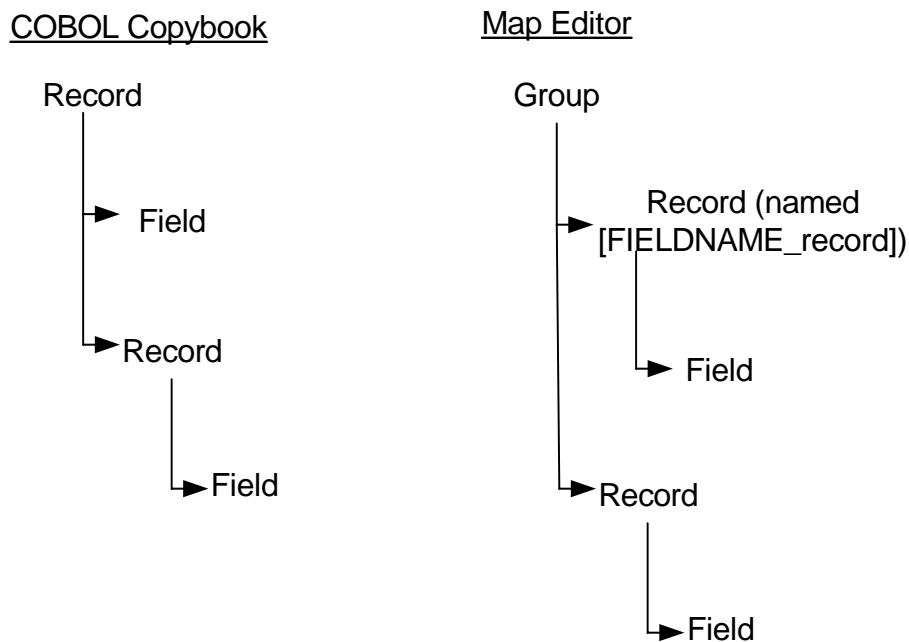 COBOL Copybook
Record
Field
Record
Field
Map Editor
Group
Record (named
[FIELDNAME_record])
Field
Record
Field